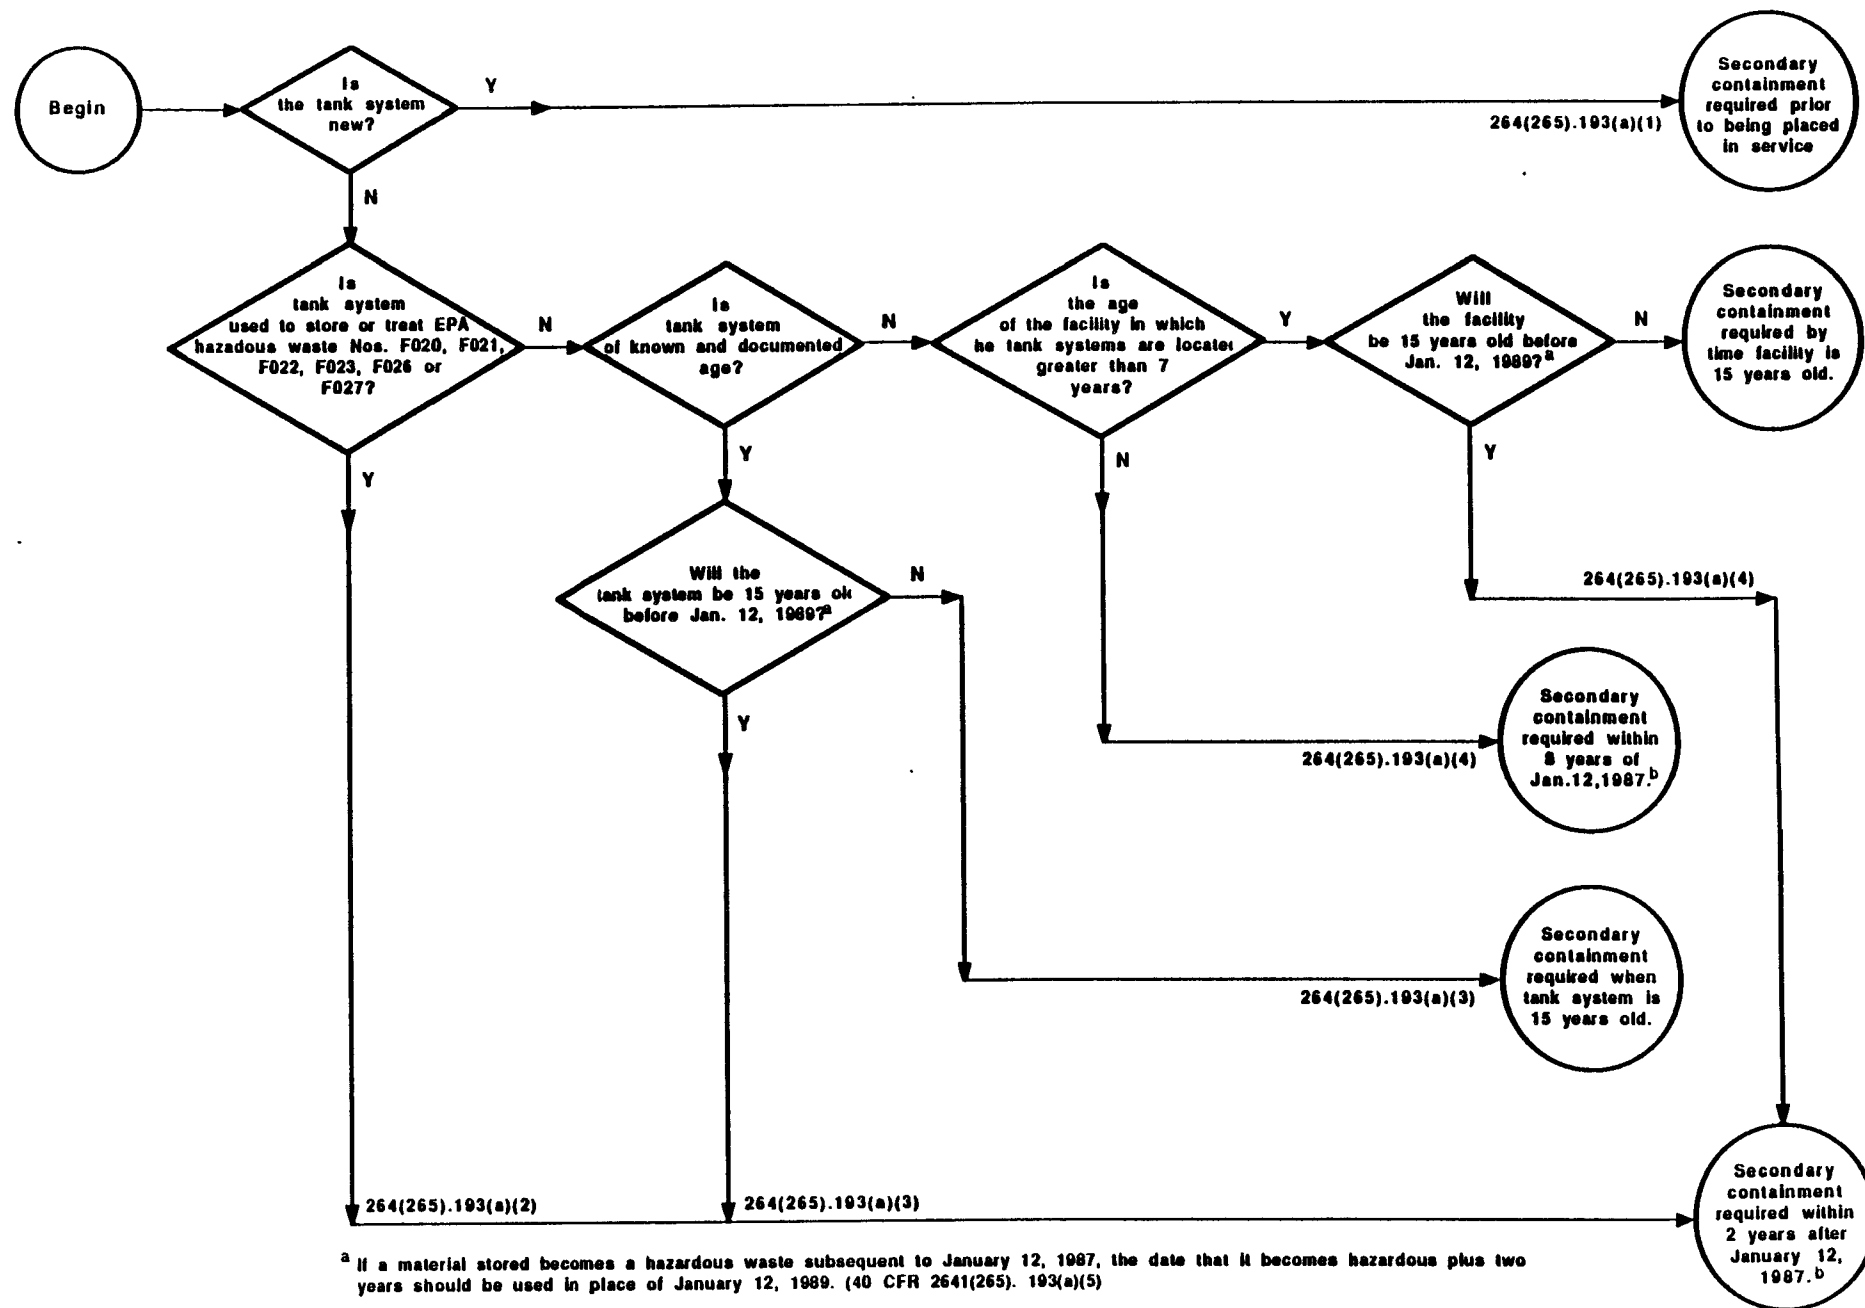 Begin
Is
the tank system
new?
Y
264(265).193(a)(1)
Secondary
containment
required prior
to being placed
in service
N
Is
tank system
used to store or treat EPA
hazadous waste Nos. F020, F021,
F022, F023, F026 or
F027?
N
Is
tank system
of known and documented
age?
N
Is
the age
of the facility in which
he tank systems are locate
greater than 7
years?
Y
Will
the facility
be 15 years old before
Jan. 12, 1989?a
N
Secondary
containment
required by
time facility is
15 years old.
Y
Y
N
Y
Will the
tank system be 15 years ol
before Jan. 12, 1989?a
N
264(265).193(a)(4)
Y
Secondary
containment
required within
8 years of
Jan.12,1987.b
264(265).193(a)(4)
Secondary
containment
required when
tank system is
15 years old.
264(265).193(a)(3)
264(265).193(a)(2)
264(265).193(a)(3)
Secondary
containment
required within
2 years after
January 12,
1987.b
a If a material stored becomes a hazardous waste subsequent to January 12, 1987, the date that it becomes hazardous plus two
years should be used in place of January 12, 1989. (40 CFR 2641(265). 193(a)(5)